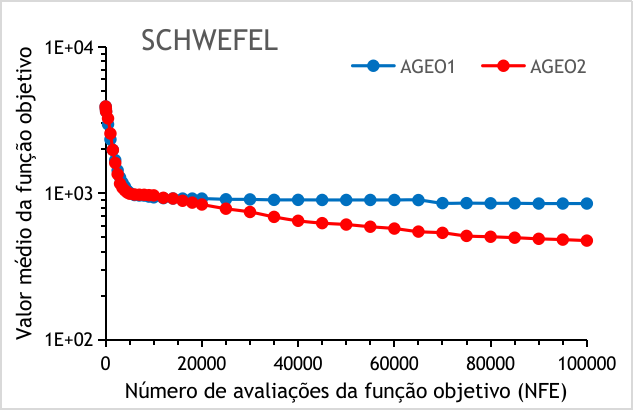 SCHWEFEL
AGEO1 AGEO2
Valor médio da função objetivo
1E+04
1E+03
1E+02
0 20000 40000 60000 80000 100000
Número de avaliações da função objetivo (NFE)